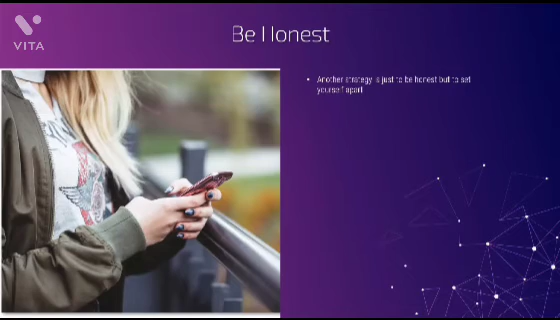 VITA
Be Honest
• Another strategy is just to be honest but to set
yourself apart